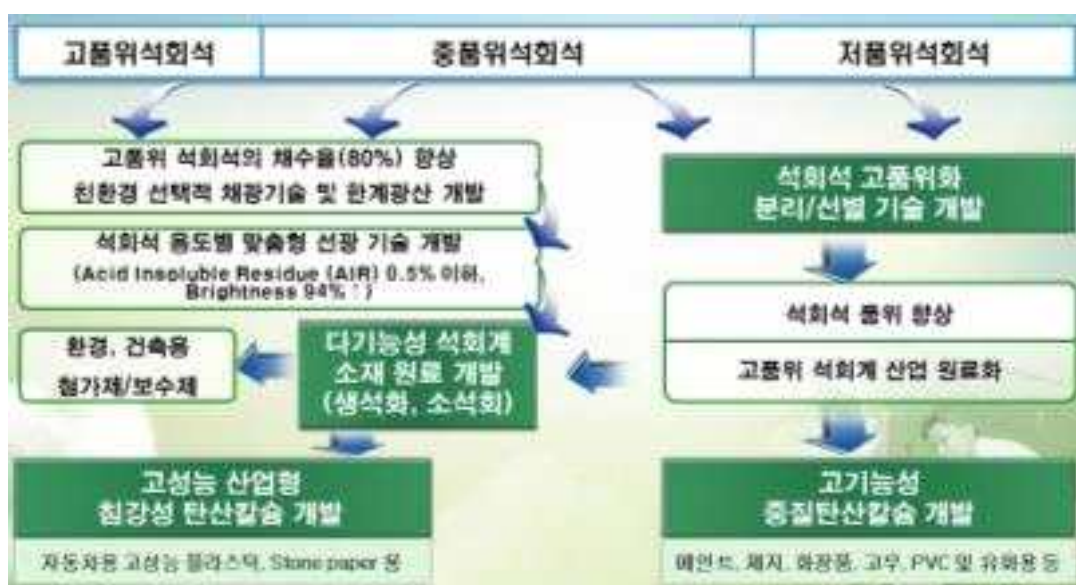 고품위석회석
중품위석회석
저품위석회석
고품위 석회석의 채수율(80%) 향상
친환경 선택적 채광기술 및 한계광산 개발
석회석 용도별 맞춤형 선광 기술 개발
(Acid Insoluble Residue (AIR) 0.5% 이하,
Brightness 94%↑)
석회석 고품위화
분리/선별 기술 개발
석회석 품위 향상
고품위 석회계 산업 원료화
환경, 건축용
첨가제/보수제
다기능성 석회계
소재 원료 개발
(생석화, 소석회)
고성능 산업형
침강성 탄산칼슘 개발
자동차용 고성능 플라스틱, Stone paper 용
고기능성
중질탄산칼슘 개발
페인트, 제지, 화장품, 고무, PVC 및 유화용 등